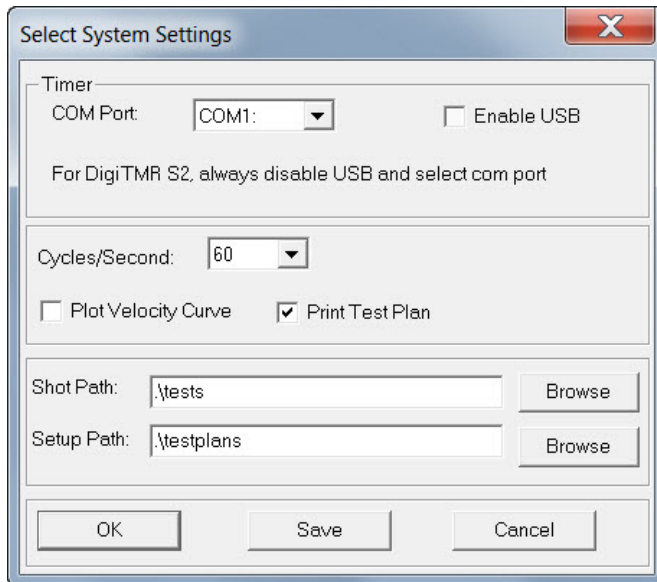 Select System Settings
Timer
COM Port: COM1: Enable USB
For DigiTMR S2, always disable USB and select com port
Cycles/Second: 60
Plot Velocity Curve Print Test Plan
Shot Path: .\tests Browse
Setup Path: .\testplans Browse
OK Save Cancel